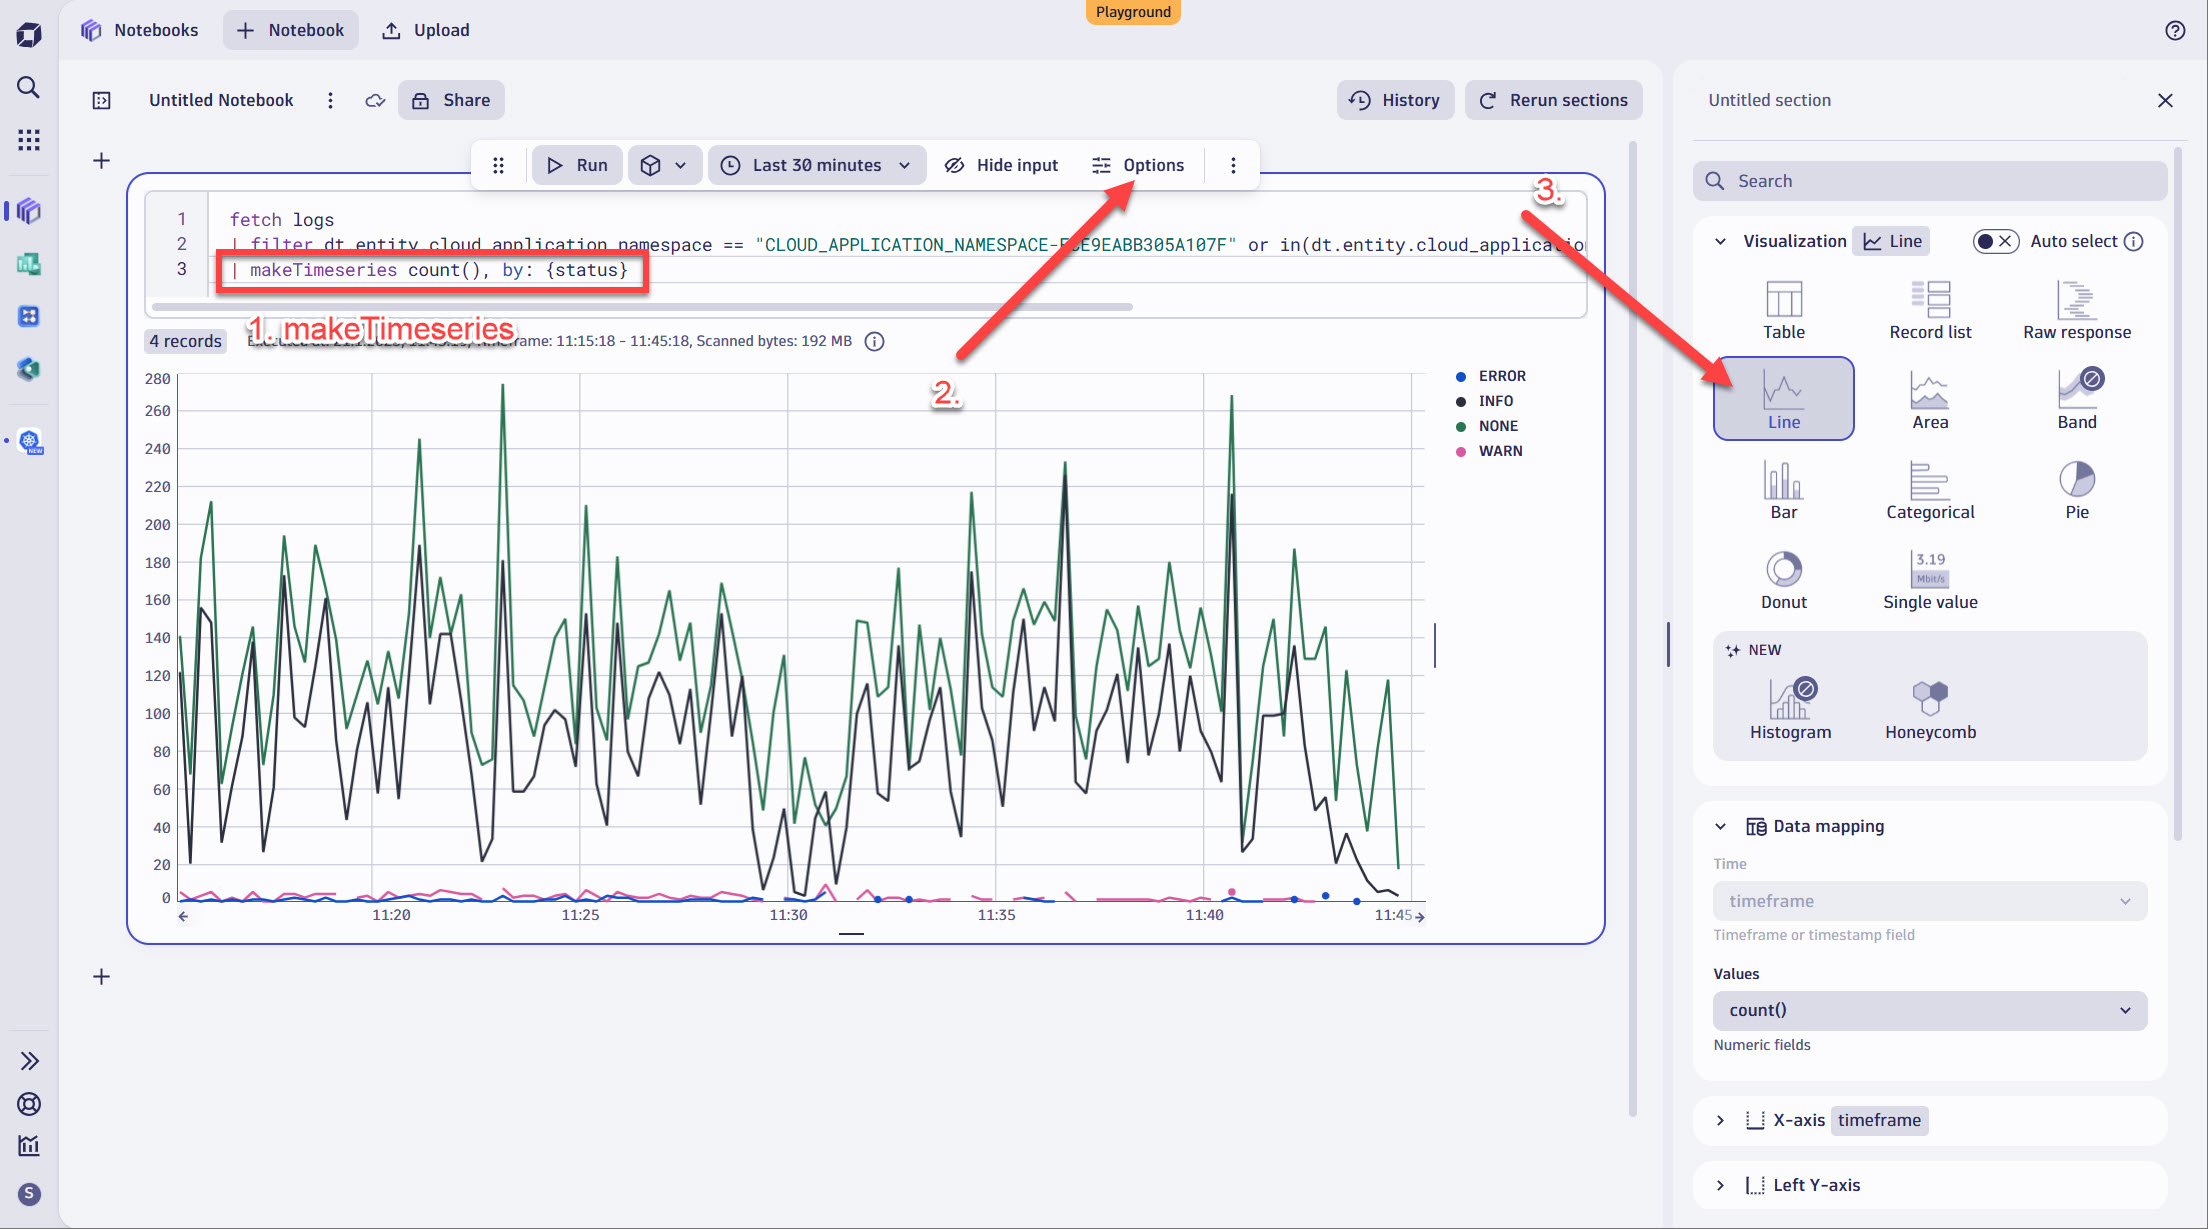 Playground
Notebooks
Notebook
Upload
Untitled Notebook
Share
History
Rerun sections
Run
Last 30 minutes
Hide input
Options
1 fetch logs
2 | filter dt.entity.cloud_application_namespace == "CLOUD_APPLICATION_NAMESPACE- E9EABB305A107F" or in(dt.entity.cloud_application
3 | makeTimeseries count(), by: {status}
1. makeTimeseries
2.
3.
4 records
Timeframe: 11:15:18 - 11:45:18, Scanned bytes: 192 MB
280
260
240
220
200
180
160
140
120
100
80
60
40
20
0
11:20
11:25
11:30
11:35
11:40
11:45
ERROR
INFO
NONE
WARN
Untitled section
Search
Visualization
Line
Auto select
Table
Record list
Raw response
Line
Area
Band
Bar
Categorical
Pie
3.19
Mbit/s
Donut
Single value
NEW
Histogram
Honeycomb
Data mapping
Time
timeframe
Timeframe or timestamp field
Values
count()
Numeric fields
X-axis timeframe
Left Y-axis
NEW
S